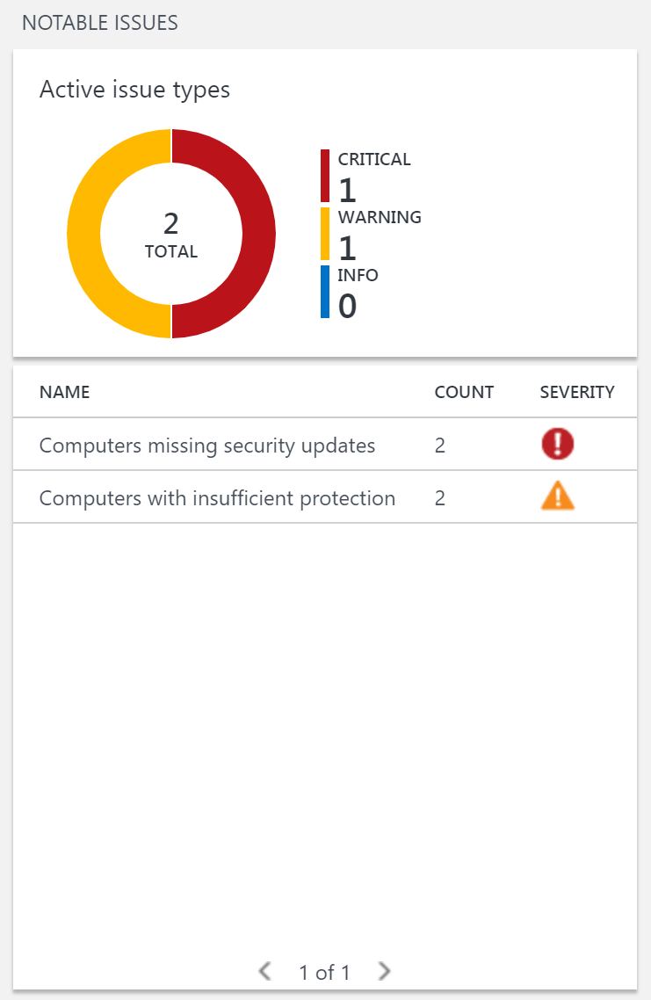 NOTABLE ISSUES
Active issue types
2
TOTAL
CRITICAL
1
WARNING
1
INFO
0
NAME COUNT SEVERITY
Computers missing security updates 2
Computers with insufficient protection 2
1 of 1